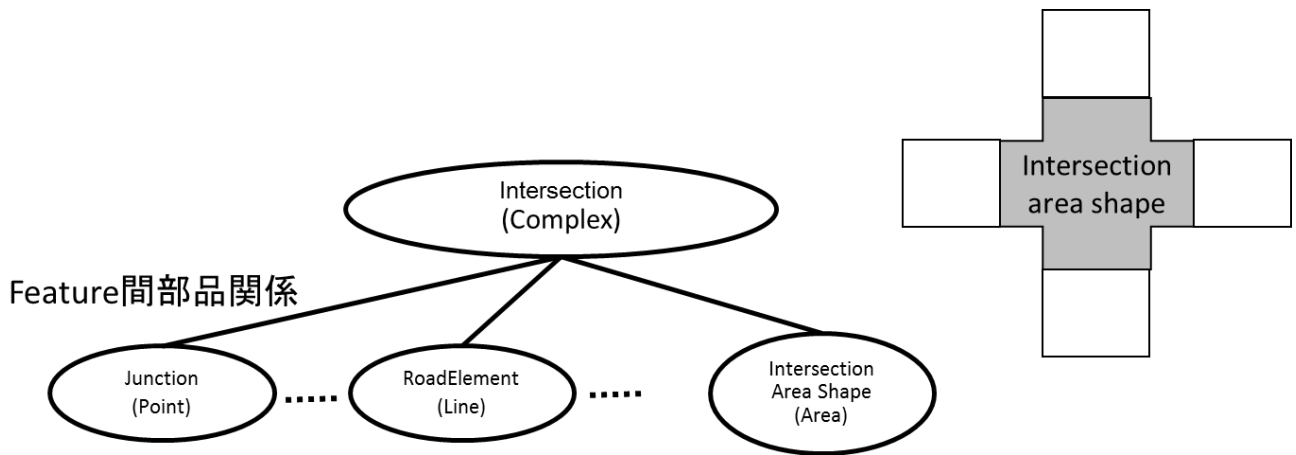 Intersection
(Complex)
Intersection
area shape
Feature間部品関係
Junction
(Point)
RoadElement
(Line)
Intersection
Area Shape
(Area)